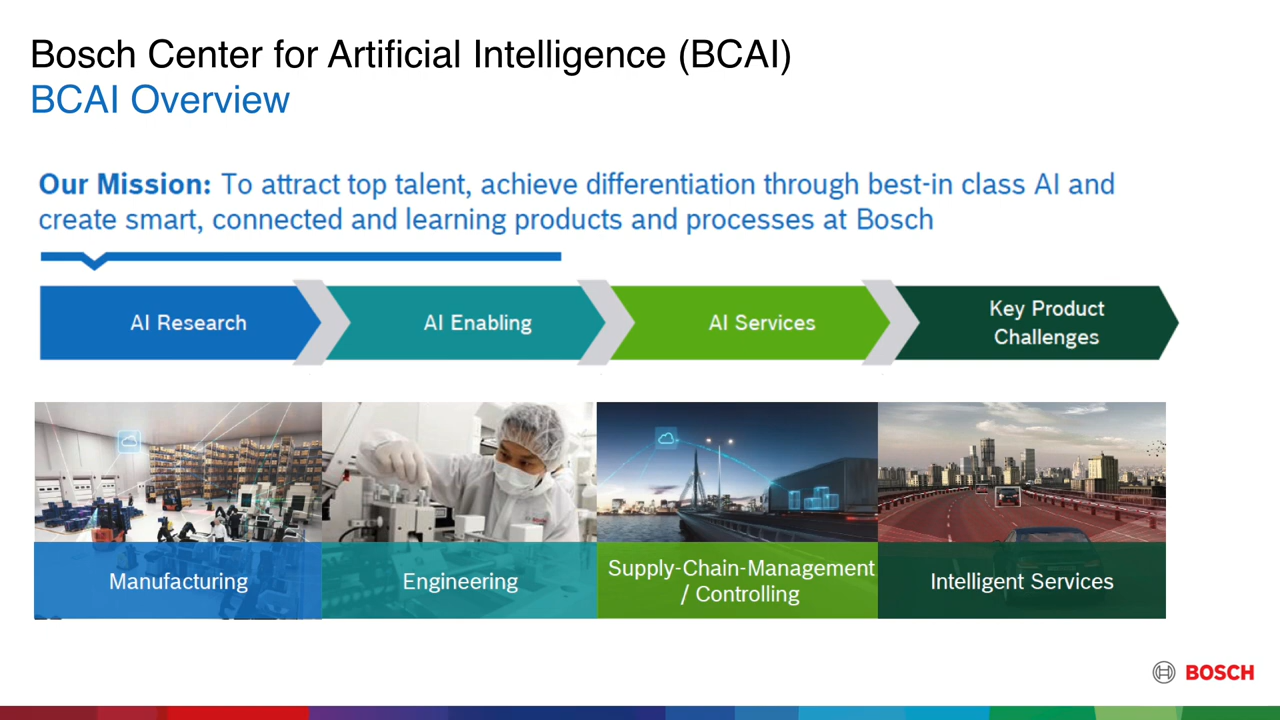 Bosch Center for Artificial Intelligence (BCAI)
BCAI Overview
Our Mission: To attract top talent, achieve differentiation through best-in class AI and
create smart, connected and learning products and processes at Bosch
AI Research
AI Enabling
AI Services
Key Product
Challenges
Manufacturing
Engineering
Supply-Chain-Management
/ Controlling
Intelligent Services
BOSCH